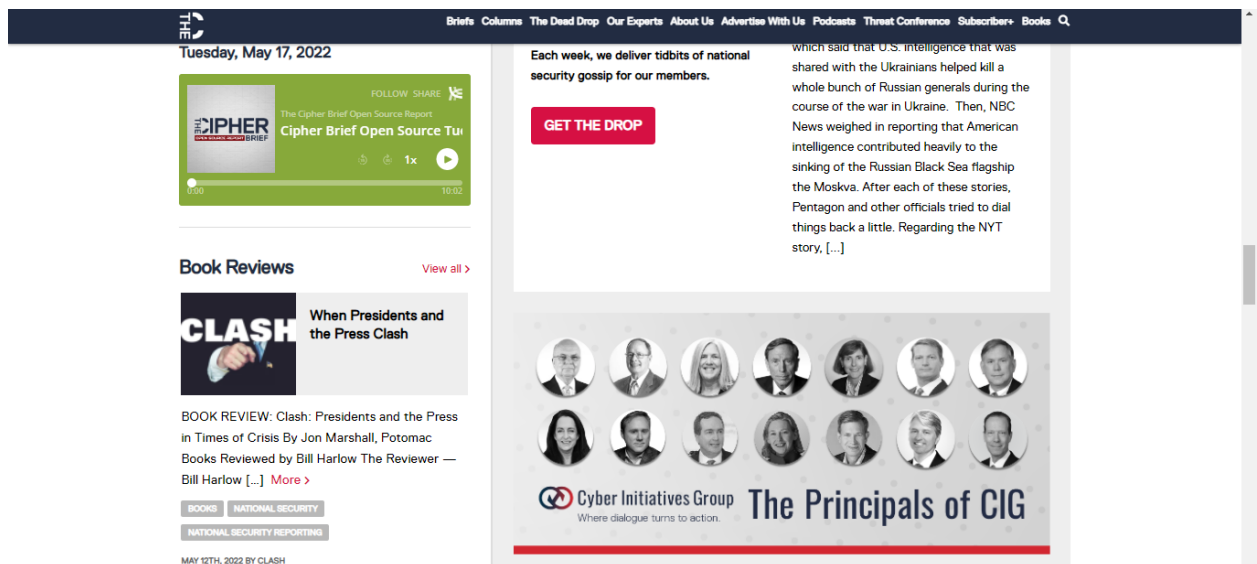 THE
Briefs Columns The Dead Drop Our Experts About Us Advertise With Us Podcasts Threat Conference Subscriber+ Books
Tuesday, May 17, 2022
FOLLOW SHARE
The Cipher Brief Open Source Report
Cipher Brief Open Source Tue
THE CIPHER
OPEN SOURCE REPORT BRIEF
1x
0:00
10:02
Book Reviews
View all >
CLASH
When Presidents and
the Press Clash
BOOK REVIEW: Clash: Presidents and the Press
in Times of Crisis By Jon Marshall, Potomac
Books Reviewed by Bill Harlow The Reviewer —
Bill Harlow [...] More >
BOOKS
NATIONAL SECURITY
NATIONAL SECURITY REPORTING
MAY 12TH, 2022 BY CLASH
Each week, we deliver tidbits of national
security gossip for our members.
GET THE DROP
which said that U.S. intelligence that was
shared with the Ukrainians helped kill a
whole bunch of Russian generals during the
course of the war in Ukraine. Then, NBC
News weighed in reporting that American
intelligence contributed heavily to the
sinking of the Russian Black Sea flagship
the Moskva. After each of these stories,
Pentagon and other officials tried to dial
things back a little. Regarding the NYT
story, [...]
Cyber Initiatives Group
Where dialogue turns to action.
The Principals of CIG